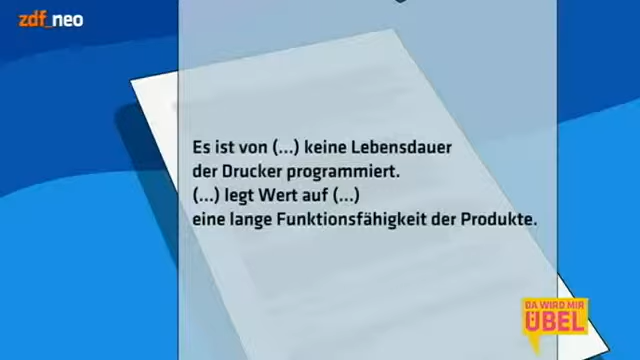 zdf_neo
Es ist von (...) keine Lebensdauer
der Drucker programmiert.
(...) legt Wert auf (...)
eine lange Funktionsfähigkeit der Produkte.
DA WIRD MIR
ÜBEL